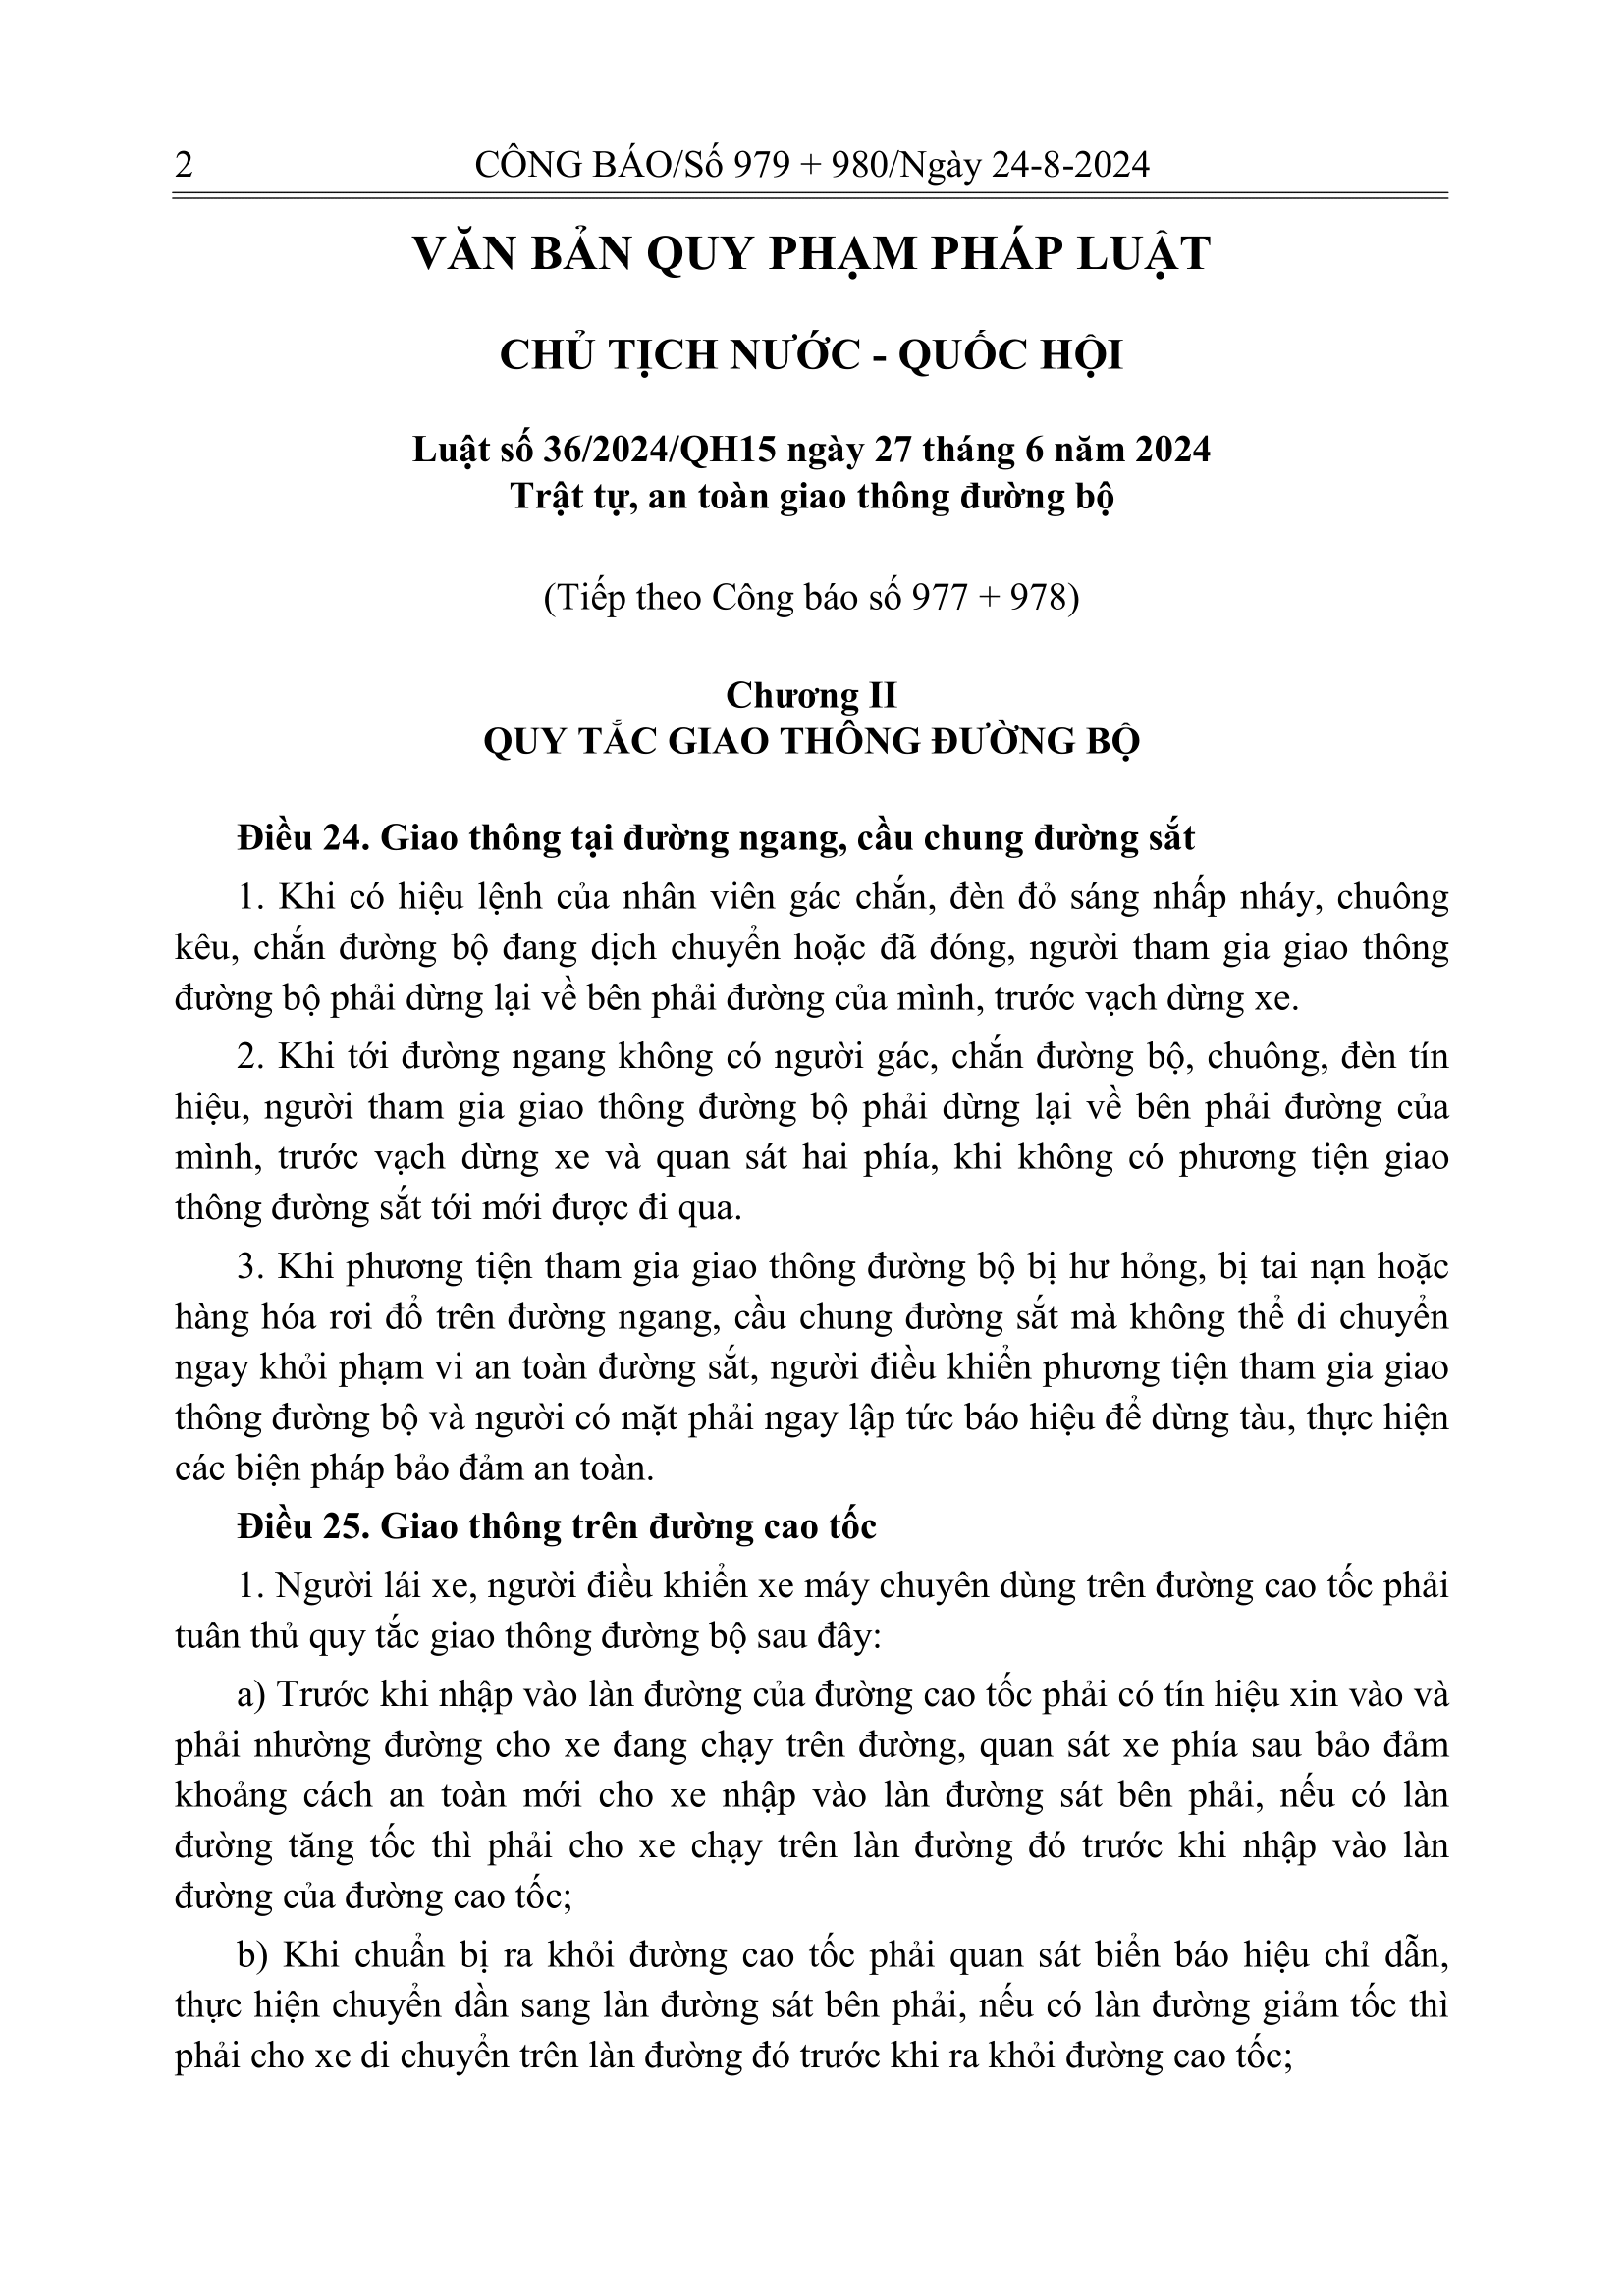 2
CÔNG BÁO/Số 979 + 980/Ngày 24-8-2024
VĂN BẢN QUY PHẠM PHÁP LUẬT
CHỦ TỊCH NƯỚC - QUỐC HỘI
Luật số 36/2024/QH15 ngày 27 tháng 6 năm 2024
Trật tự, an toàn giao thông đường bộ
(Tiếp theo Công báo số 977 + 978)
Chương II
QUY TẮC GIAO THÔNG ĐƯỜNG BỘ
Điều 24. Giao thông tại đường ngang, cầu chung đường sắt
1. Khi có hiệu lệnh của nhân viên gác chắn, đèn đỏ sáng nhấp nháy, chuông
kêu, chắn đường bộ đang dịch chuyển hoặc đã đóng, người tham gia giao thông
đường bộ phải dừng lại về bên phải đường của mình, trước vạch dừng xe.
2. Khi tới đường ngang không có người gác, chắn đường bộ, chuông, đèn tín
hiệu, người tham gia giao thông đường bộ phải dừng lại về bên phải đường của
mình, trước vạch dừng xe và quan sát hai phía, khi không có phương tiện giao
thông đường sắt tới mới được đi qua.
3. Khi phương tiện tham gia giao thông đường bộ bị hư hỏng, bị tai nạn hoặc
hàng hóa rơi đổ trên đường ngang, cầu chung đường sắt mà không thể di chuyển
ngay khỏi phạm vi an toàn đường sắt, người điều khiển phương tiện tham gia giao
thông đường bộ và người có mặt phải ngay lập tức báo hiệu để dừng tàu, thực hiện
các biện pháp bảo đảm an toàn.
Điều 25. Giao thông trên đường cao tốc
1. Người lái xe, người điều khiển xe máy chuyên dùng trên đường cao tốc phải
tuân thủ quy tắc giao thông đường bộ sau đây:
a) Trước khi nhập vào làn đường của đường cao tốc phải có tín hiệu xin vào và
phải nhường đường cho xe đang chạy trên đường, quan sát xe phía sau bảo đảm
khoảng cách an toàn mới cho xe nhập vào làn đường sát bên phải, nếu có làn
đường tăng tốc thì phải cho xe chạy trên làn đường đó trước khi nhập vào làn
đường của đường cao tốc;
b) Khi chuẩn bị ra khỏi đường cao tốc phải quan sát biển báo hiệu chỉ dẫn,
thực hiện chuyển dần sang làn đường sát bên phải, nếu có làn đường giảm tốc thì
phải cho xe di chuyển trên làn đường đó trước khi ra khỏi đường cao tốc;